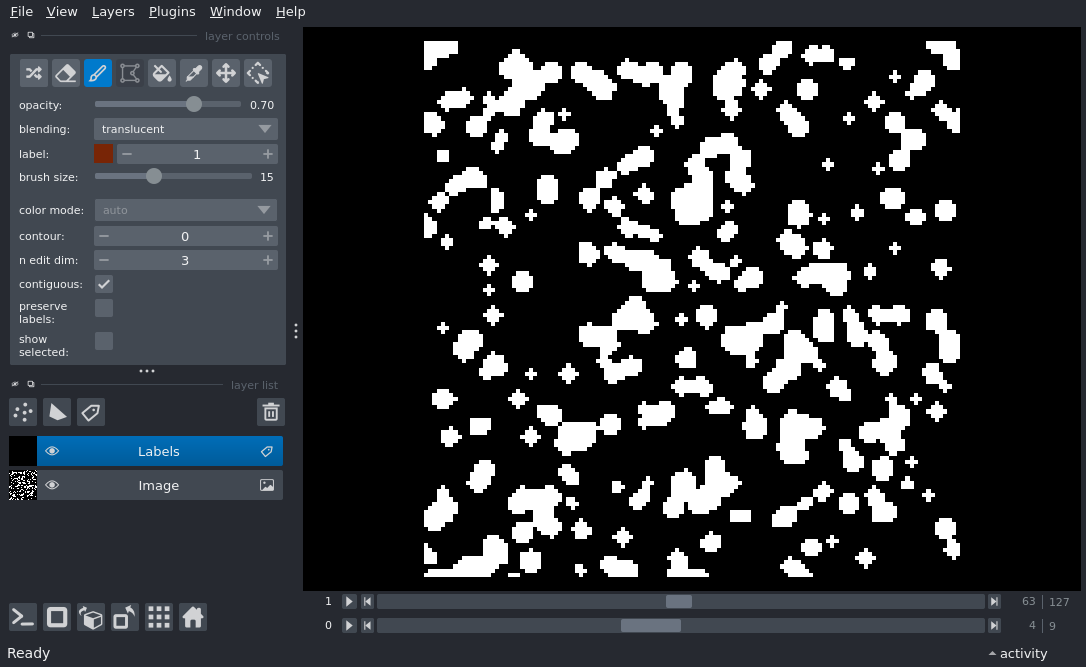 File View Layers Plugins Window Help
layer controls
opacity: 0.70
blending: translucent
label: 1
brush size: 15
color mode: auto
contour: 0
n edit dim: 3
contiguous:
preserve
labels:
show
selected:
layer list
Labels
Image
1 63 127
0 4 9
Ready activity